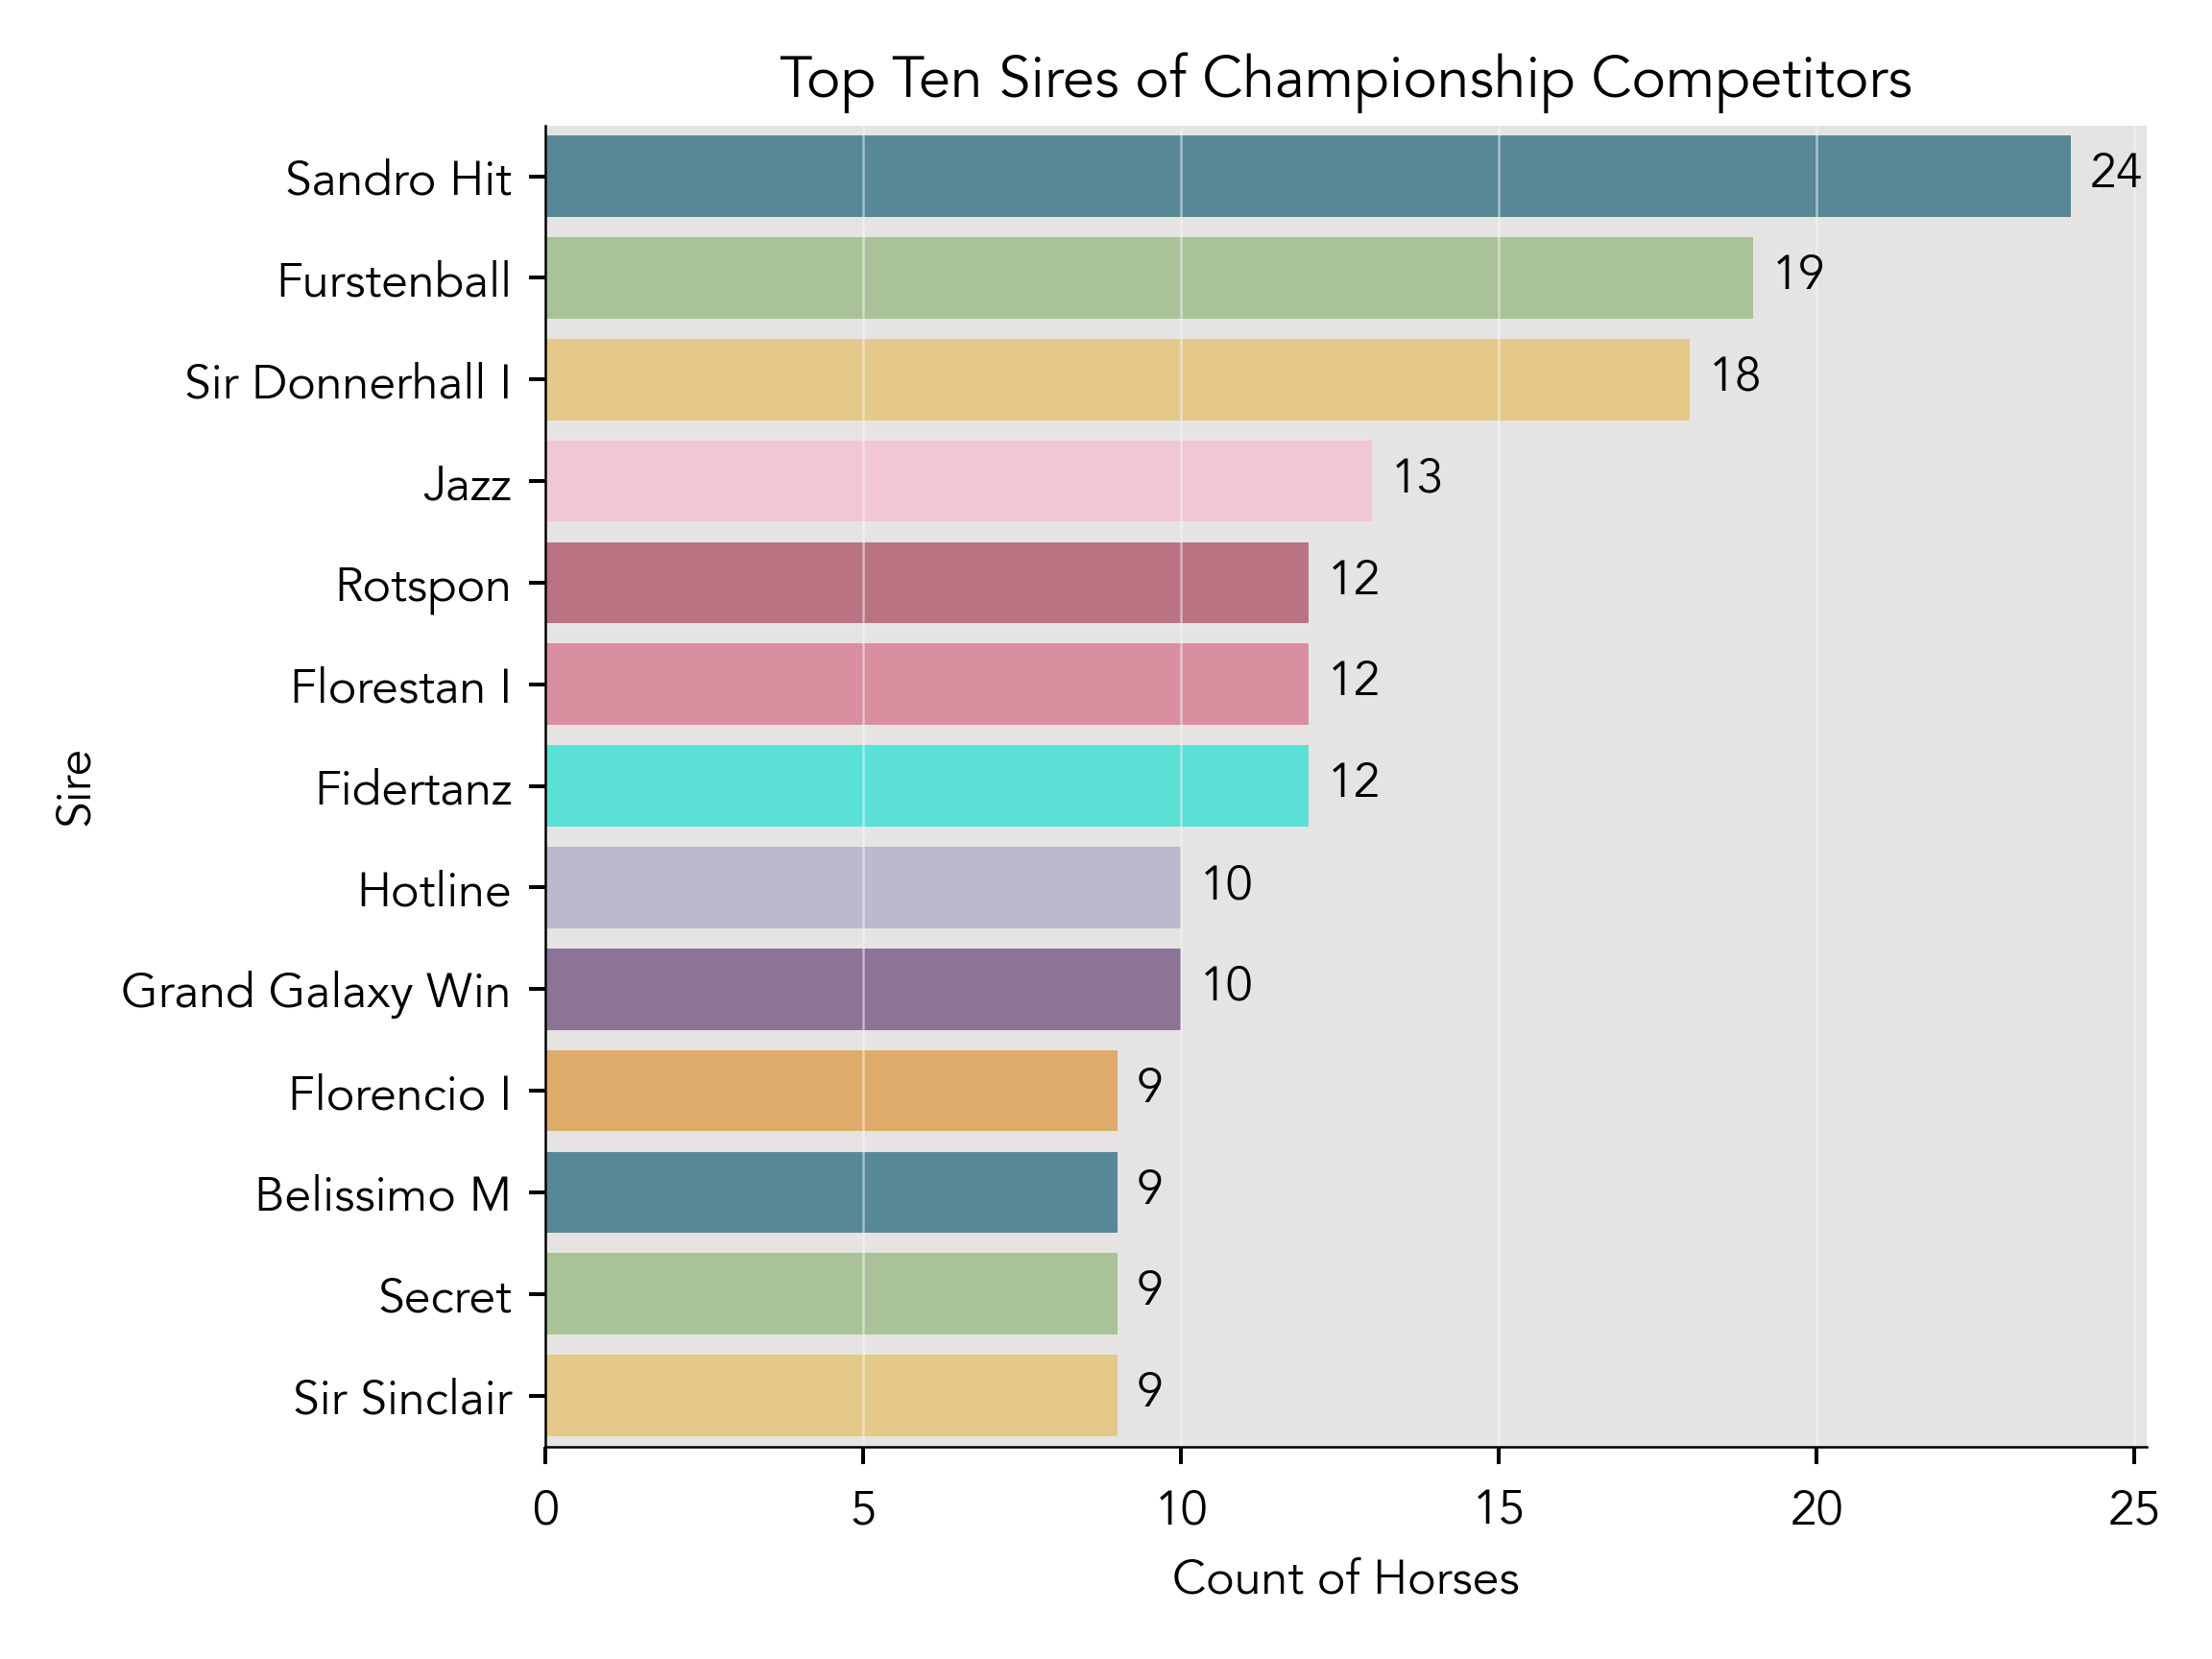 Top Ten Sires of Championship Competitors
Sire
Sandro Hit 24
Furstenball 19
Sir Donnerhall I 18
Jazz 13
Rotspon 12
Florestan I 12
Fidertanz 12
Hotline 10
Grand Galaxy Win 10
Florencio I 9
Belissimo M 9
Secret 9
Sir Sinclair 9
0 5 10 15 20 25
Count of Horses